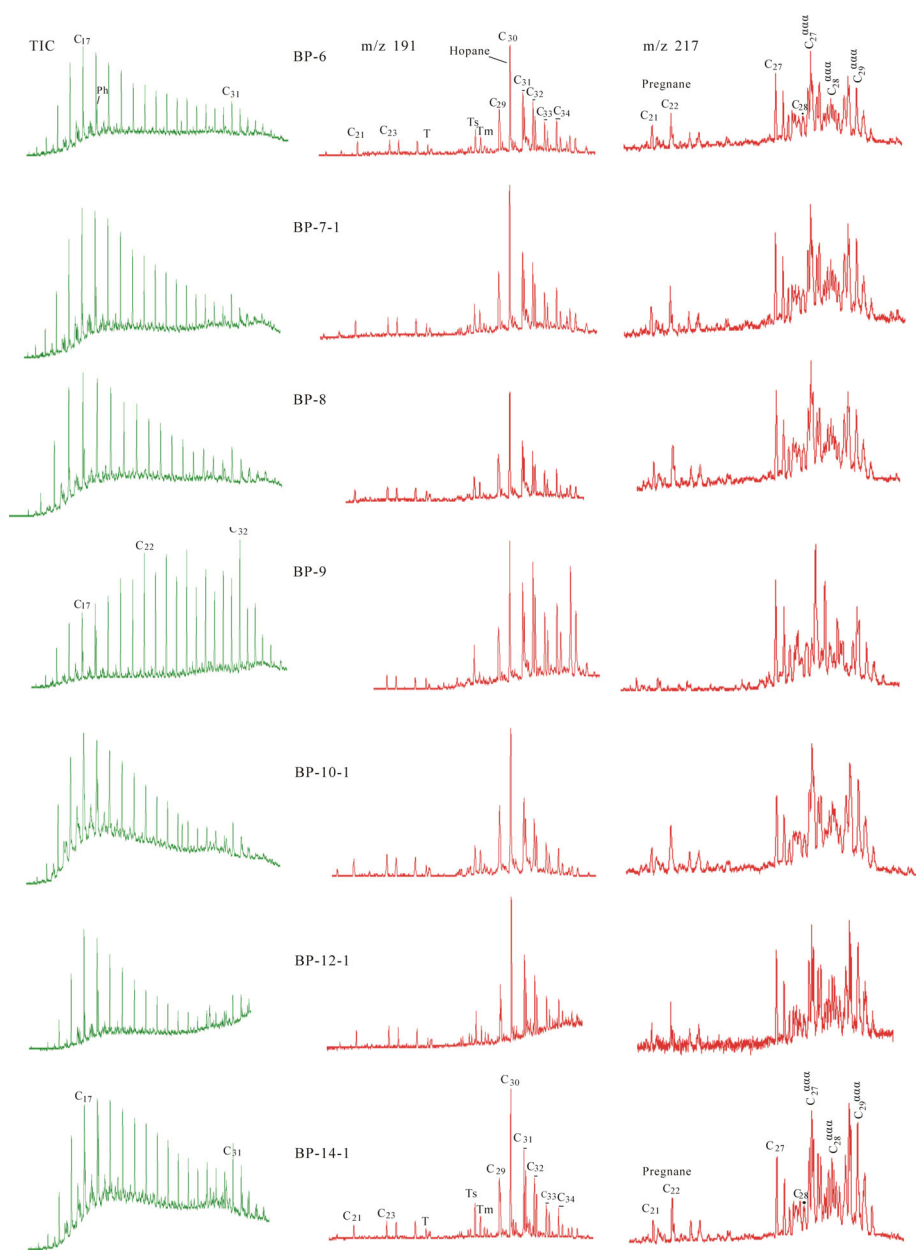 TIC
C17
Ph
C31
BP-6
m/z 191
C30
Hopane
C31
C32
C29
C33
C34
Ts
Tm
C21
C23
T
m/z 217
Pregnane
C21
C22
C27
C28
C27 ααα
C28 ααα
C29 ααα
BP-7-1
BP-8
C17
C22
C32
BP-9
BP-10-1
BP-12-1
C17
C31
BP-14-1
C30
C31
C29
C32
Ts
Tm
C33
C34
C21
C23
T
Pregnane
C21
C22
C27
C28
C27 ααα
C28 ααα
C29 ααα